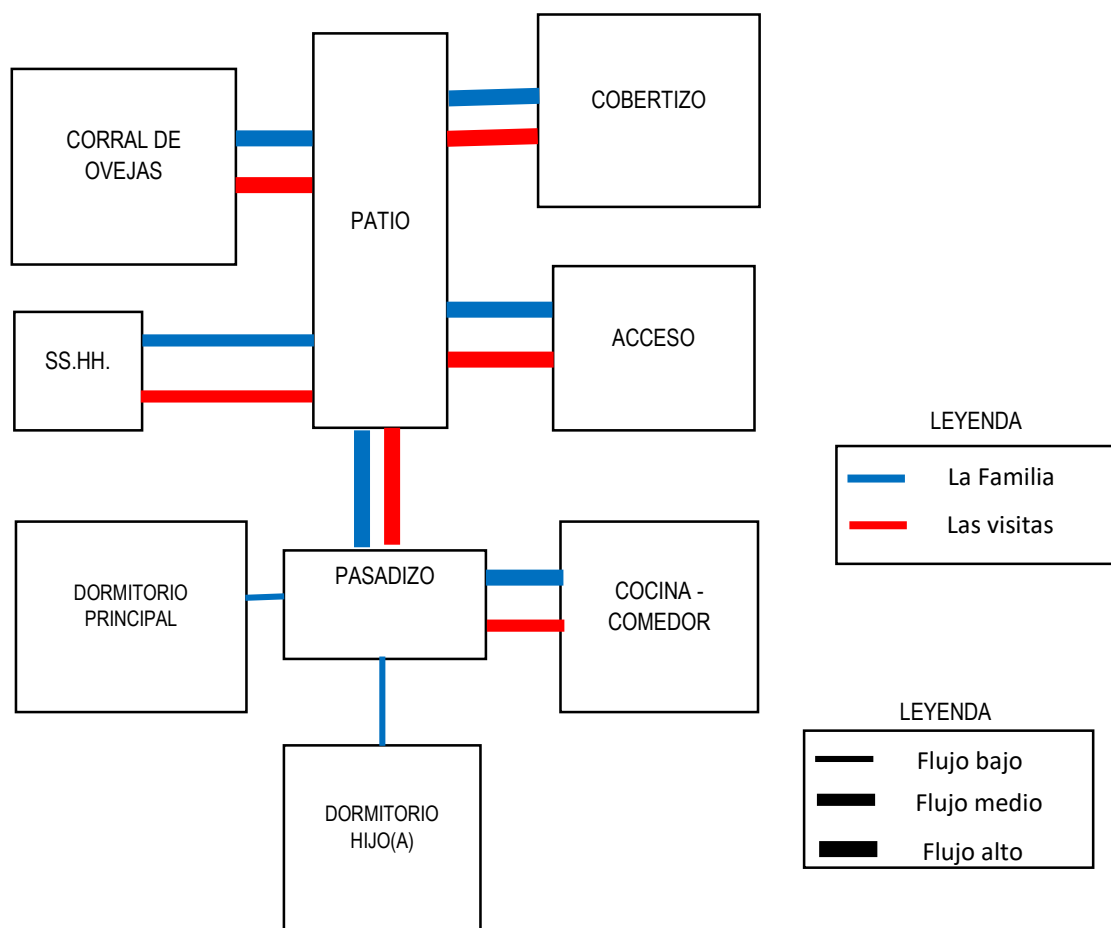 COBERTIZO
CORRAL DE
OVEJAS
PATIO
ACCESO
SS.HH.
LEYENDA
La Familia
Las visitas
PASADIZO
DORMITORIO
PRINCIPAL
COCINA -
COMEDOR
LEYENDA
Flujo bajo
Flujo medio
Flujo alto
DORMITORIO
HIJO(A)